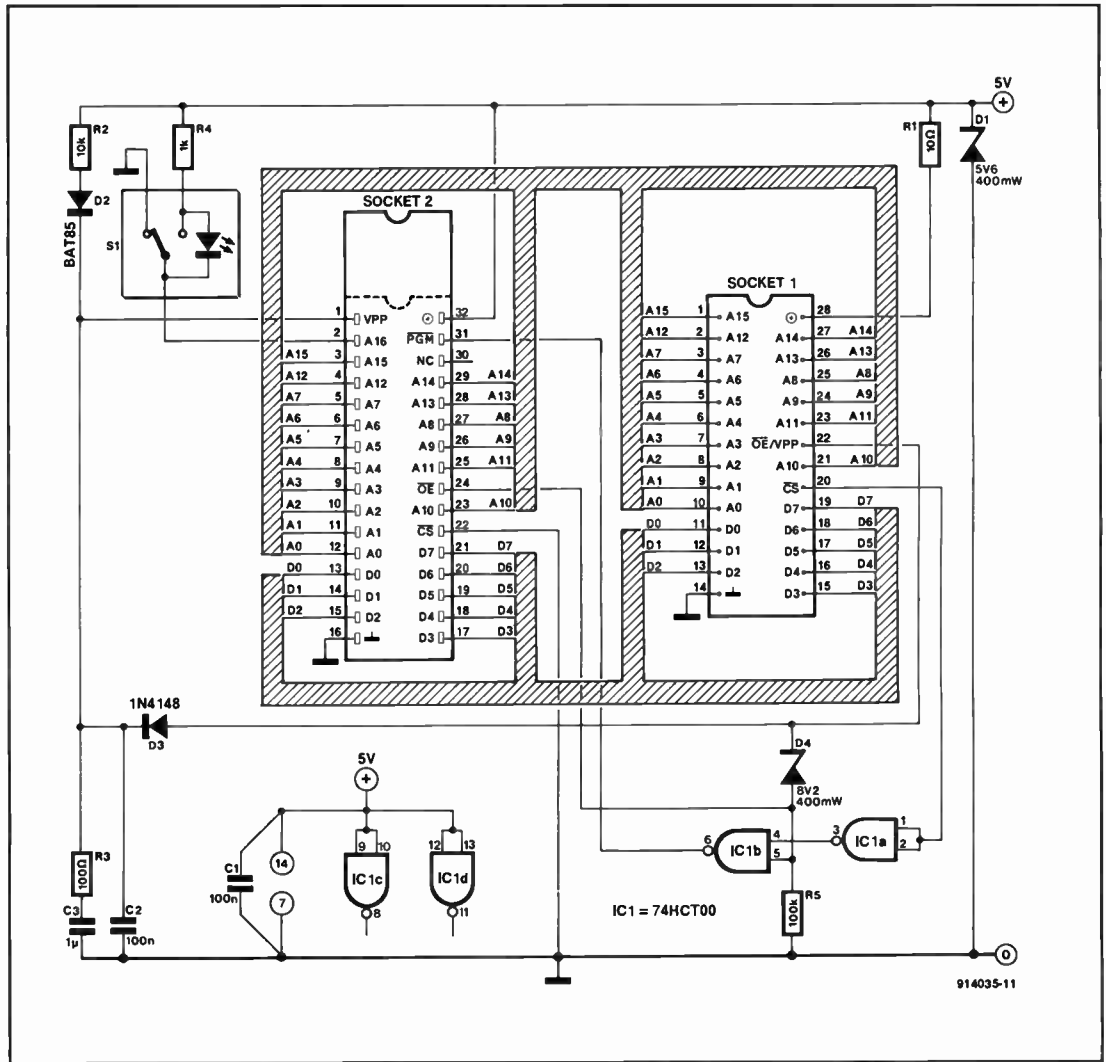 5V
R2
10k
R4
1k
R1
10Ω
D1
5V6
400mW
D2
BAT85
S1
SOCKET 2
SOCKET 1
1 VPP 32
2 A16 PGM 31
A15 3 A15 NC 30
A12 4 A12 A14 29 A14
A7 5 A7 A13 28 A13
A6 6 A6 A8 27 A8
A5 7 A5 A9 26 A9
A4 8 A4 A11 25 A11
A3 9 A3 OE 24
A2 10 A2 A10 23 A10
A1 11 A1 CS 22
A0 12 A0 D7 21 D7
D0 13 D0 D6 20 D6
D1 14 D1 D5 19 D5
D2 15 D2 D4 18 D4
16 D3 17 D3
A15 1 A15 28
A12 2 A12 A14 27 A14
A7 3 A7 A13 26 A13
A6 4 A6 A8 25 A8
A5 5 A5 A9 24 A9
A4 6 A4 A11 23 A11
A3 7 A3 OE/VPP 22
A2 8 A2 A10 21 A10
A1 9 A1 CS 20
A0 10 A0 D7 19 D7
D0 11 D0 D6 18 D6
D1 12 D1 D5 17 D5
D2 13 D2 D4 16 D4
14 D3 15 D3
1N4148
D3
D4
8V2
400mW
5V
R3
100Ω
C3
1µ
C2
100n
C1
100n
14
7
9 10
IC1c
8
12 13
IC1d
11
6 IC1b 4
5
3 IC1a 1
2
R5
100k
IC1 = 74HCT00
0
914035-11